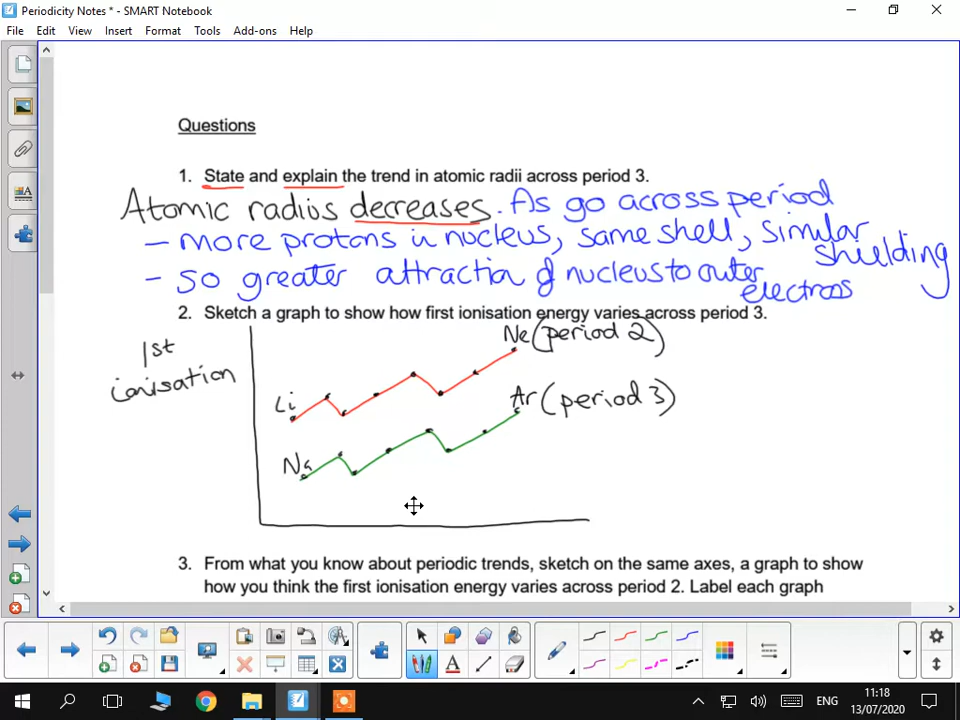 Periodicity Notes * - SMART Notebook
File Edit View Insert Format Tools Add-ons Help
Questions
1. State and explain the trend in atomic radii across period 3.
Atomic radius decreases. As go across period
- more protons in nucleus, same shell, similar shielding
- so greater attraction of nucleus to outer electrons
2. Sketch a graph to show how first ionisation energy varies across period 3.
1st
ionisation
Ne (period 2)
Li
Ar (period 3)
Na
3. From what you know about periodic trends, sketch on the same axes, a graph to show
how you think the first ionisation energy varies across period 2. Label each graph
ENG
11:18
13/07/2020